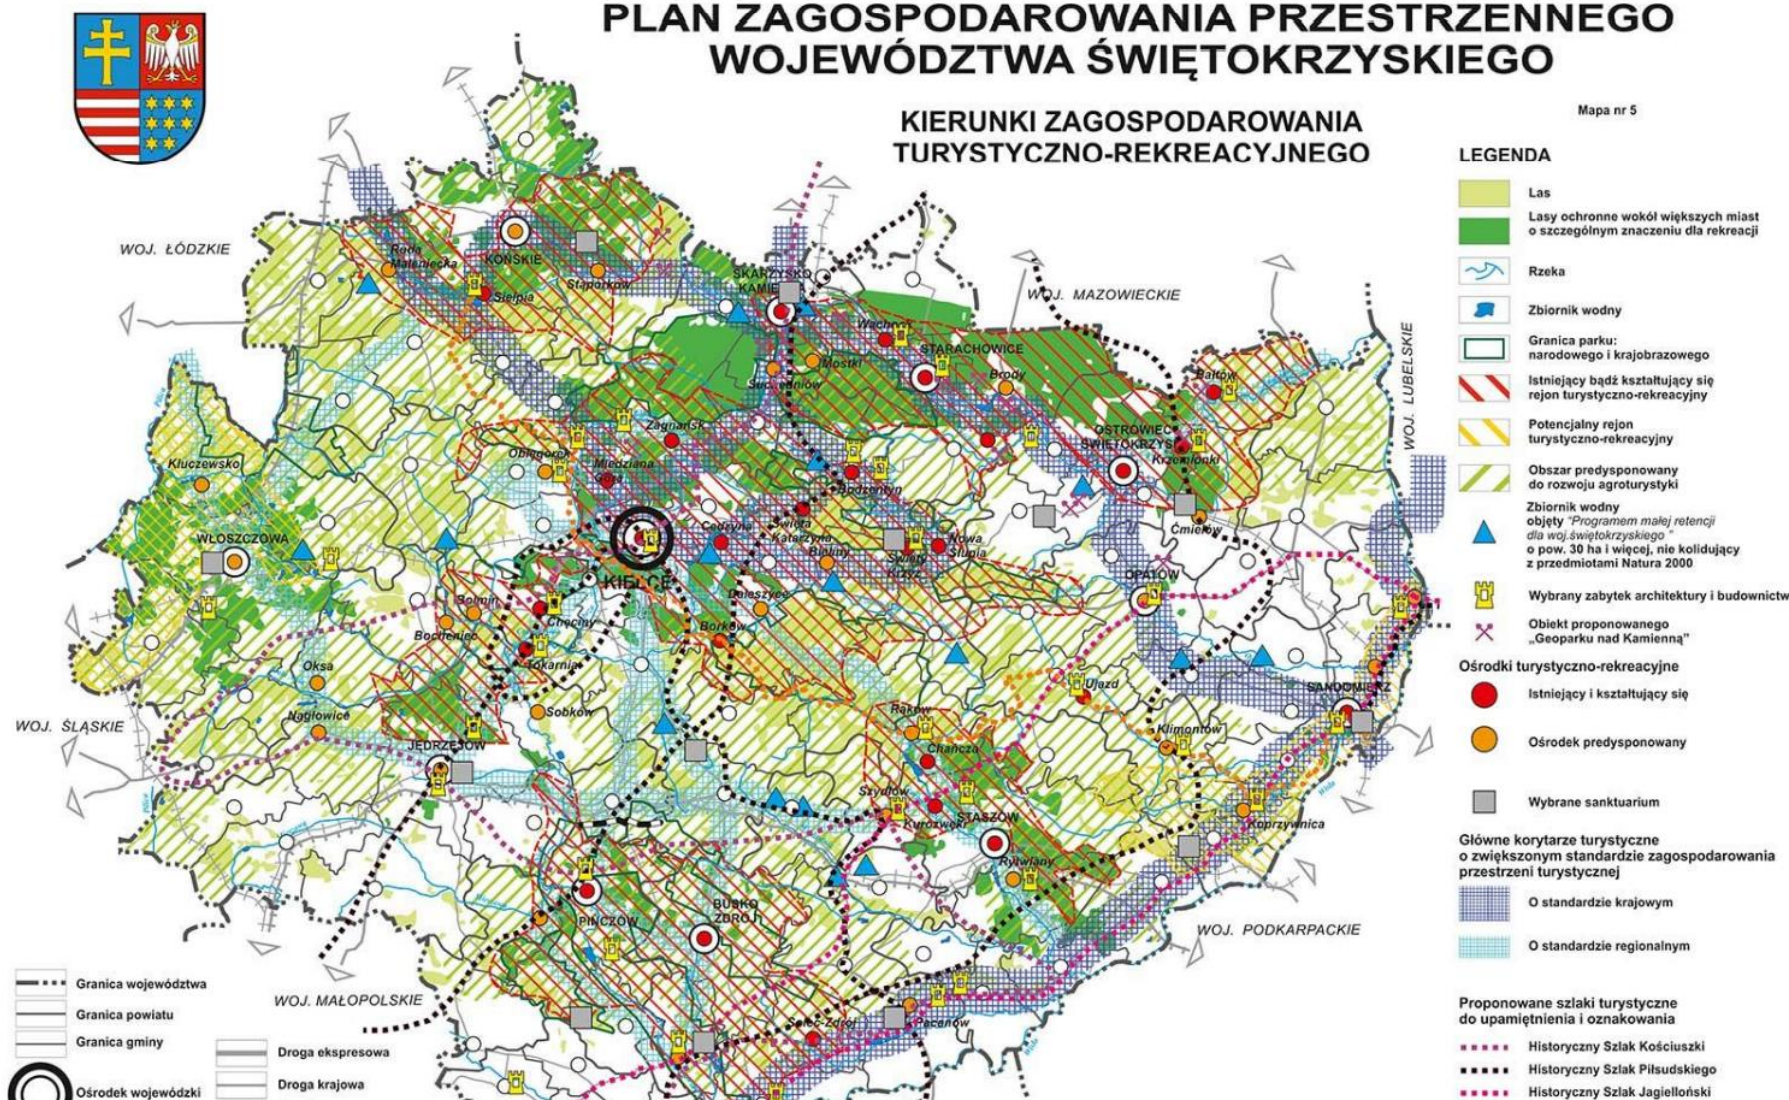 PLAN ZAGOSPODAROWANIA PRZESTRZENNEGO
WOJEWÓDZTWA ŚWIĘTOKRZYSKIEGO
KIERUNKI ZAGOSPODAROWANIA
TURYSTYCZNO-REKREACYJNEGO
Mapa nr 5
LEGENDA
Las
Lasy ochronne wokół większych miast
o szczególnym znaczeniu dla rekreacji
Rzeka
Zbiornik wodny
Granica parku:
narodowego i krajobrazowego
Istniejący bądź kształtujący się
rejon turystyczno-rekreacyjny
Potencjalny rejon
turystyczno-rekreacyjny
Obszar predysponowany
do rozwoju agroturystyki
Zbiornik wodny
objęty "Programem małej retencji
dla woj.świętokrzyskiego "
o pow. 30 ha i więcej, nie kolidujący
z przedmiotami Natura 2000
Wybrany zabytek architektury i budownictw
Obiekt proponowanego
„Geoparku nad Kamienną”
Ośrodki turystyczno-rekreacyjne
Istniejący i kształtujący się
Ośrodek predysponowany
Wybrane sanktuarium
Główne korytarze turystyczne
o zwiększonym standardzie zagospodarowania
przestrzeni turystycznej
O standardzie krajowym
O standardzie regionalnym
Proponowane szlaki turystyczne
do upamiętnienia i oznakowania
Historyczny Szlak Kościuszki
Historyczny Szlak Piłsudskiego
Historyczny Szlak Jagielloński
WOJ. ŁÓDZKIE
WOJ. MAZOWIECKIE
WOJ. LUBELSKIE
WOJ. ŚLĄSKIE
WOJ. PODKARPACKIE
WOJ. MAŁOPOLSKIE
Ruda
Maleniecka
KOŃSKIE
Stąporków
Sielpia
SKARŻYSKO
Mostki
STARACHOWICE
Brody
Bałtów
OSTROWIEC
Krzemionki
Ćmielów
Zagnańsk
Oblęgorek
Miedziana
Góra
Kluczewsko
WŁOSZCZOWA
KIELCE
Cedzyna
Święta
Katarzyna
Bodzentyn
Bieliny
Święty
Krzyż
Nowa
Słupia
OPATÓW
Daleszyce
Borków
Bolmin
Chęciny
Bocheniec
Tokarnia
Oksa
Sobków
Nagłowice
JĘDRZEJÓW
Ujazd
SANDOMIERZ
Raków
Klimontów
Chańcza
Szydłów
Kurozwęki
STASZÓW
Koprzywnica
Rytwiany
BUSKO
ZDRÓJ
PIŃCZÓW
Solec-Zdrój
Pacanów
Granica województwa
Granica powiatu
Granica gminy
Ośrodek wojewódzki
Droga ekspresowa
Droga krajowa